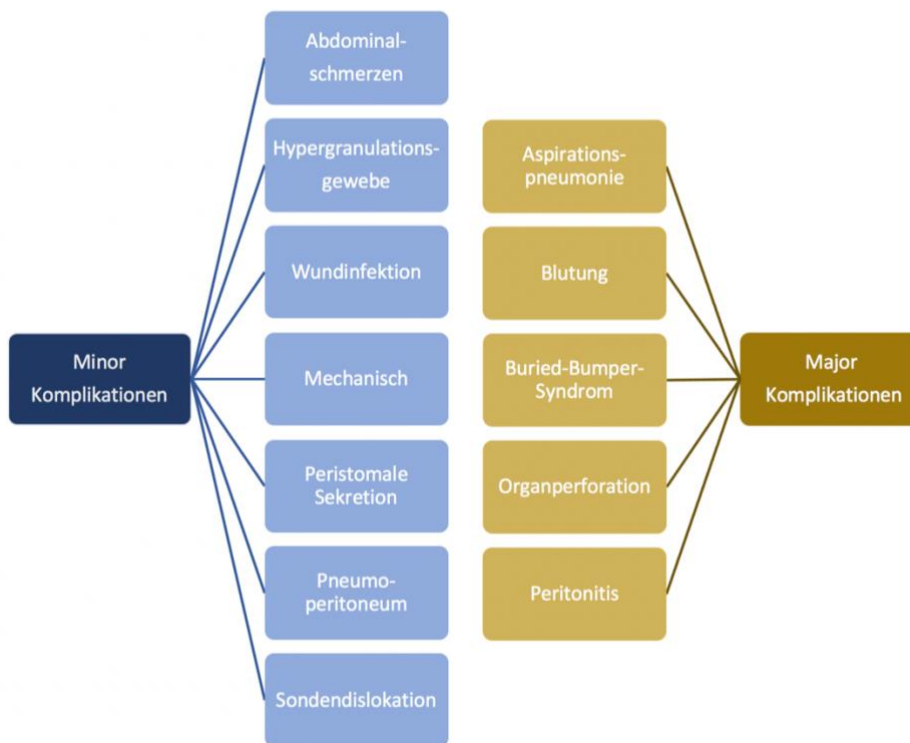 Minor
Komplikationen
Abdominal-
schmerzen
Hypergranulations-
gewebe
Wundinfektion
Mechanisch
Peristomale
Sekretion
Pneumo-
peritoneum
Sondendislokation
Aspirations-
pneumonie
Blutung
Buried-Bumper-
Syndrom
Organperforation
Peritonitis
Major
Komplikationen